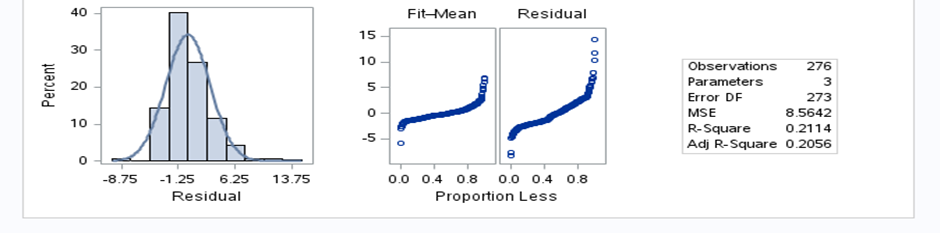 Percent
40
30
20
10
0
-8.75 -1.25 6.25 13.75
Residual
Fit–Mean Residual
15
10
5
0
-5
0.0 0.4 0.8 0.0 0.4 0.8
Proportion Less
Observations 276
Parameters 3
Error DF 273
MSE 8.5642
R-Square 0.2114
Adj R-Square 0.2056